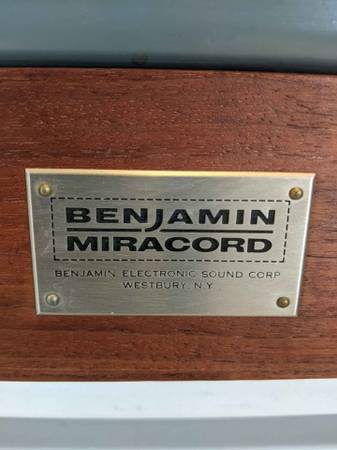 BENJAMIN
MIRACORD
BENJAMIN ELECTRONIC SOUND CORP
WESTBURY, N.Y